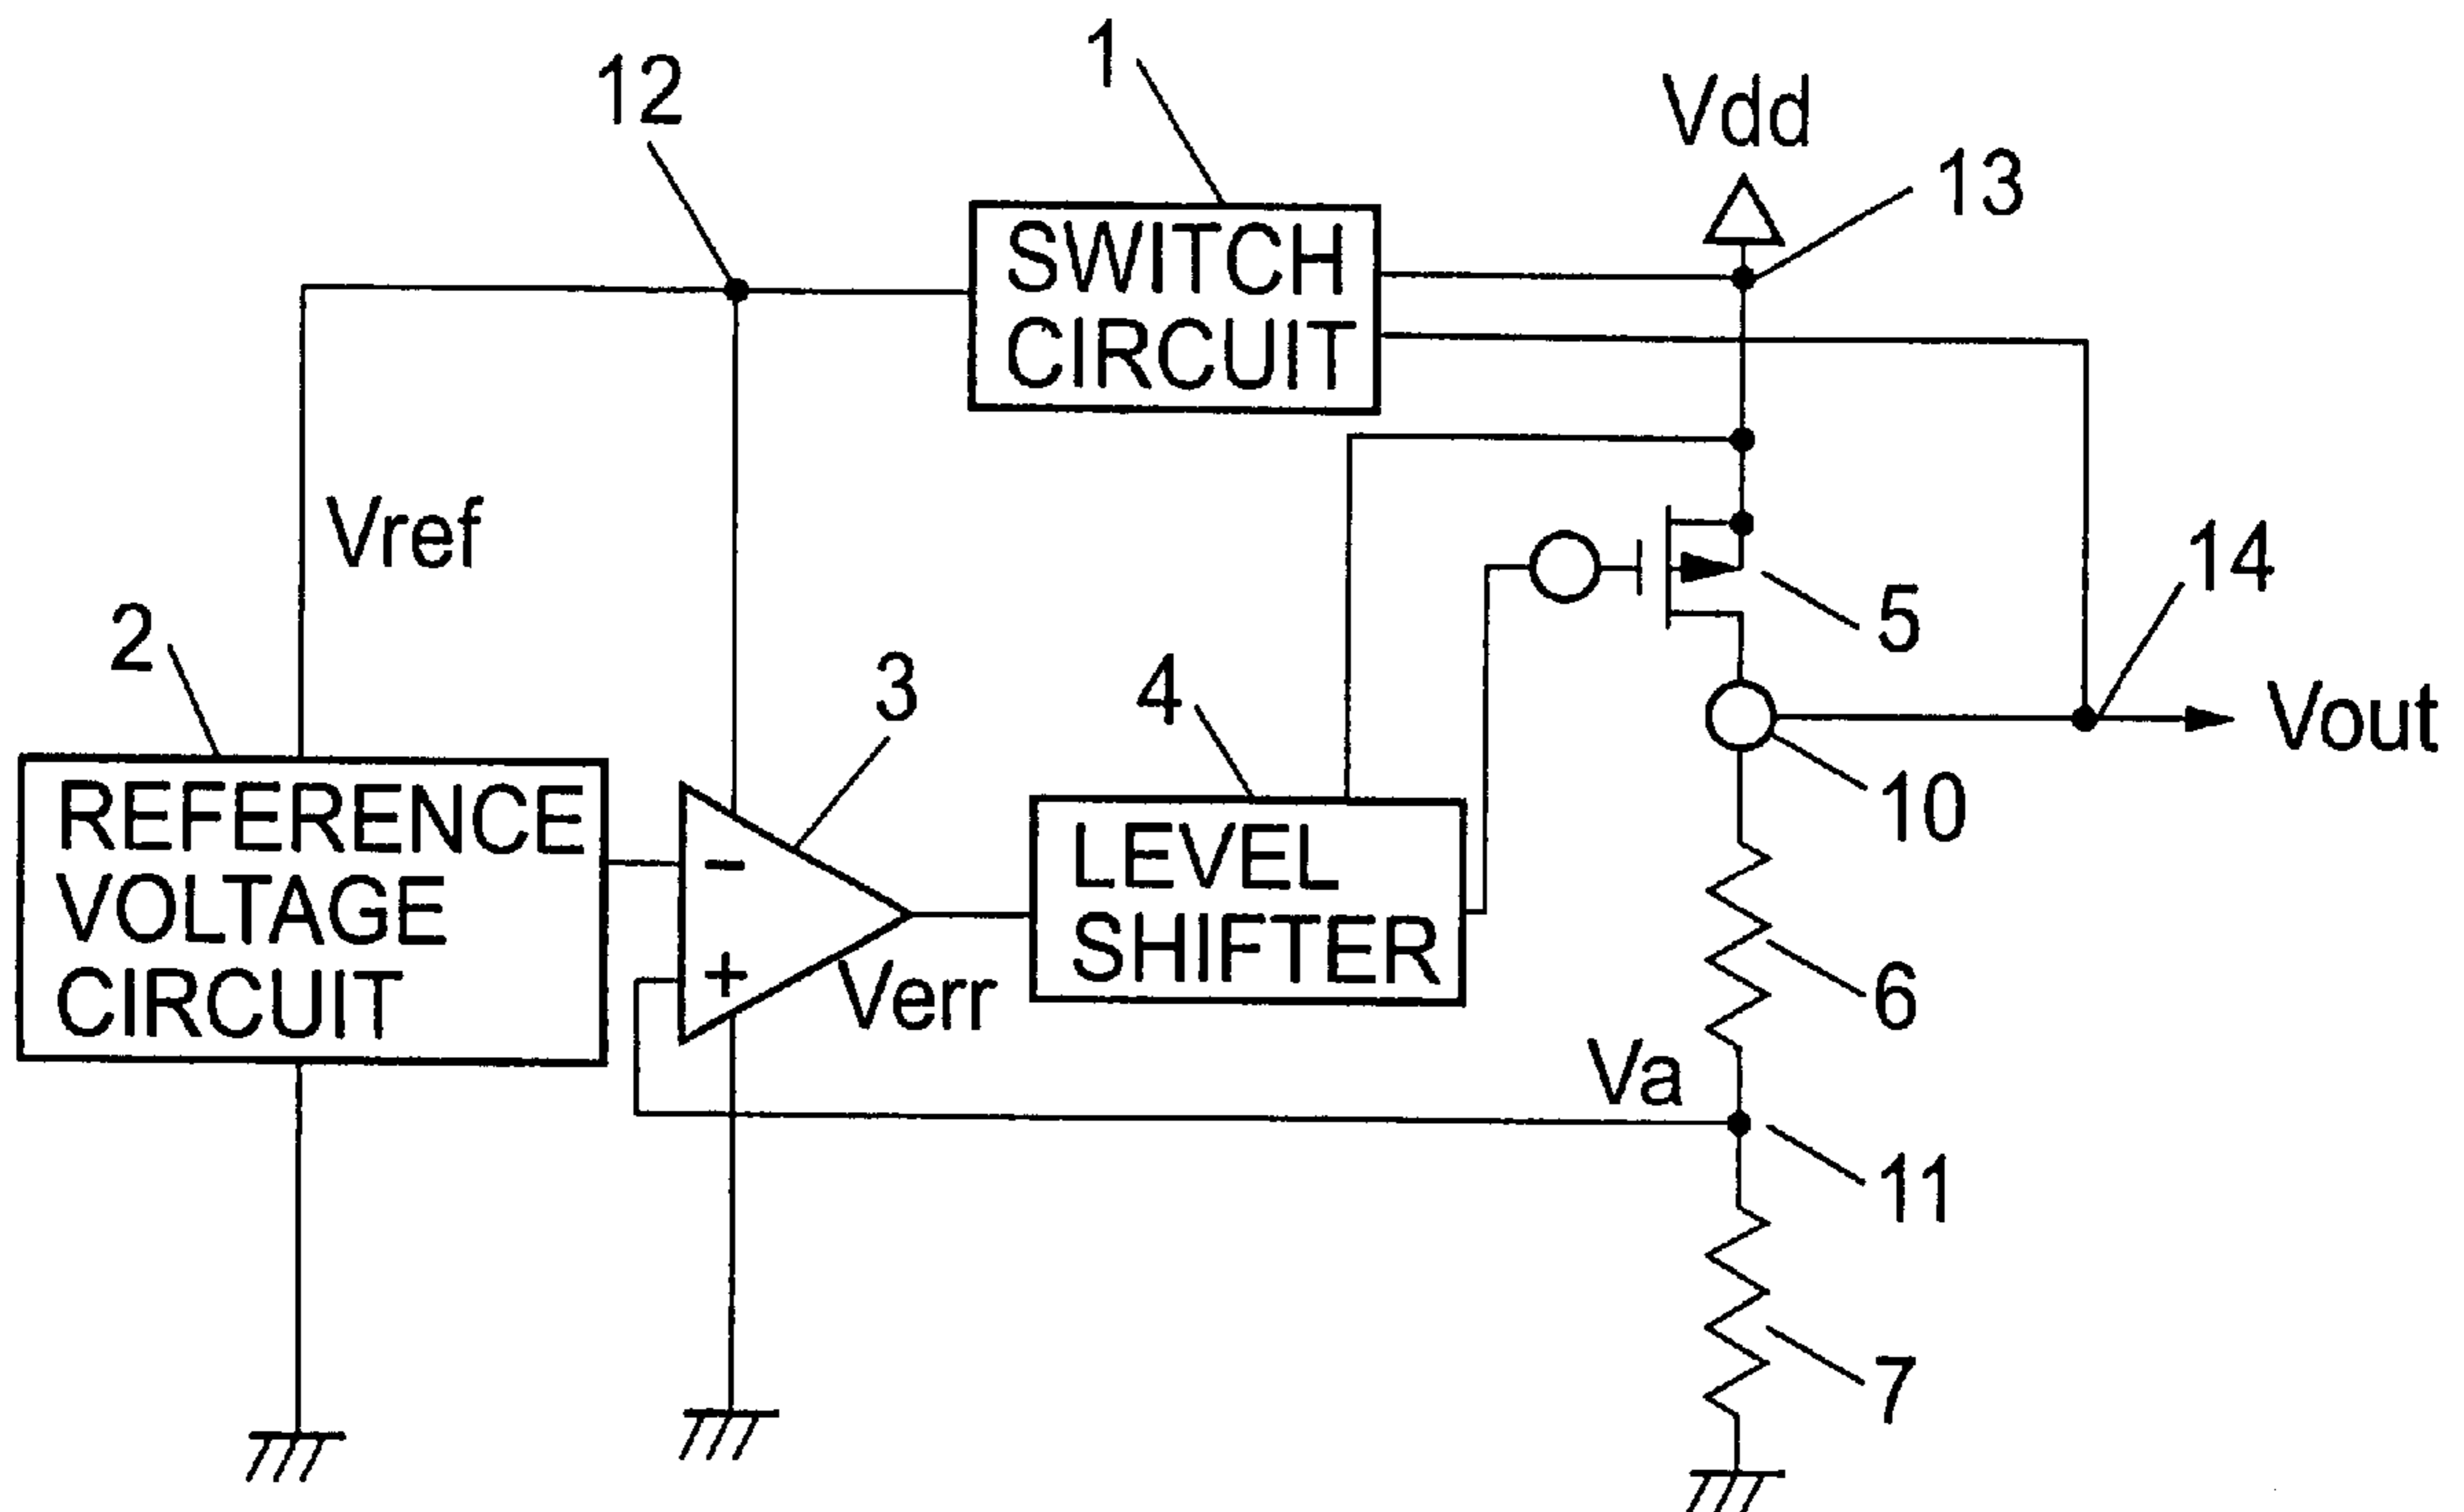 1
12
Vdd
13
SWITCH
CIRCUIT
Vref
14
5
2
3
4
Vout
10
REFERENCE
VOLTAGE
CIRCUIT
-
+
LEVEL
SHIFTER
Verr
6
Va
11
7